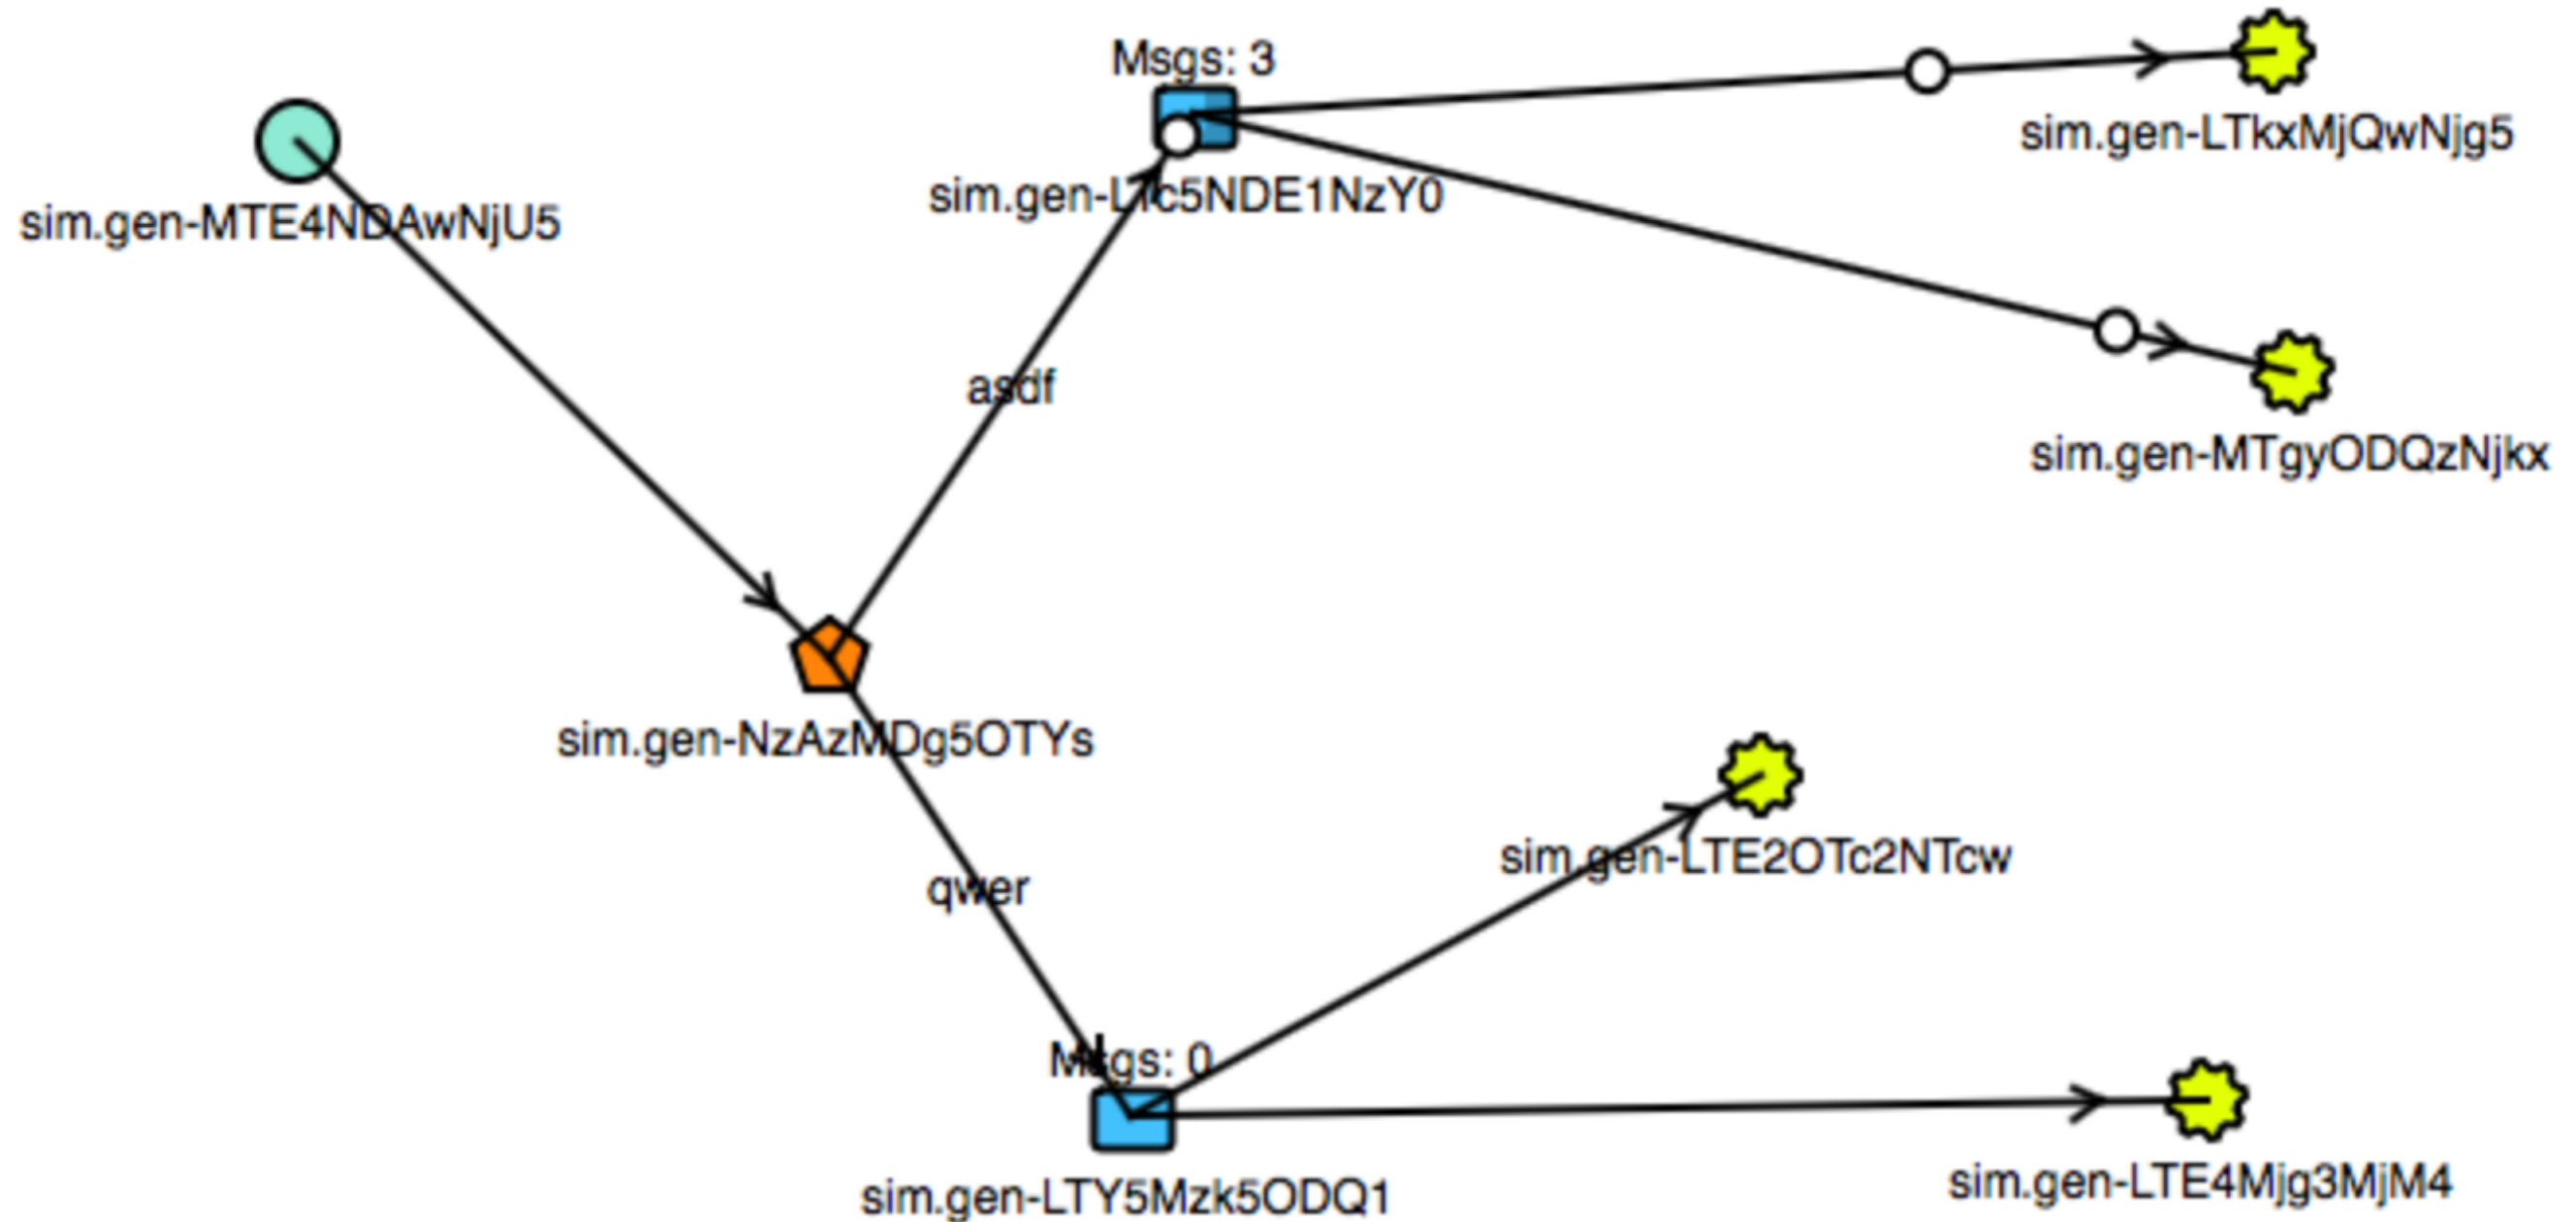 Msgs: 3
sim.gen-LTkxMjQwNjg5
sim.gen-MTE4NDAwNjU5
sim.gen-LTc5NDE1NzY0
asdf
sim.gen-MTgyODQzNjkx
sim.gen-NzAzMDg5OTYs
sim.gen-LTE2OTc2NTcw
qwer
Msgs: 0
sim.gen-LTE4Mjg3MjM4
sim.gen-LTY5Mzk5ODQ1